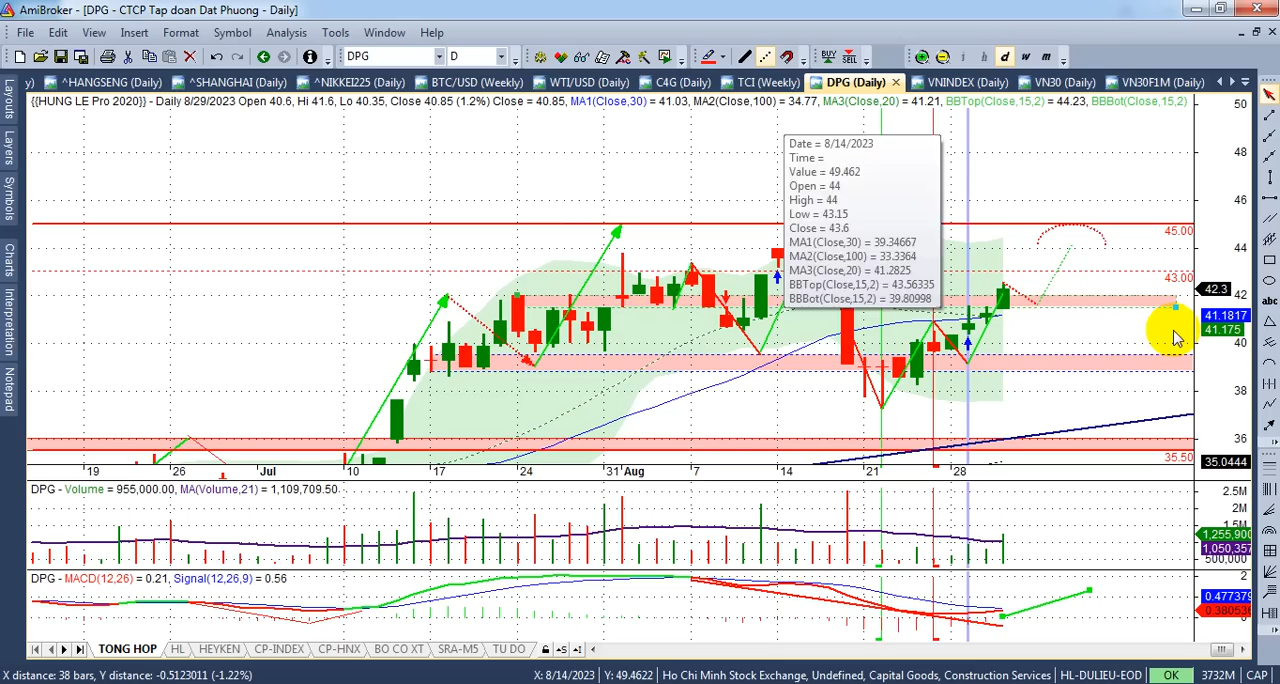 AmiBroker - [DPG - CTCP Tap doan Dat Phuong - Daily]
File Edit View Insert Format Symbol Analysis Tools Window Help
DPG D BUY SELL i h d w m
y) ^HANGSENG (Daily) ^SHANGHAI (Daily) ^NIKKEI225 (Daily) BTC/USD (Weekly) WTI/USD (Daily) C4G (Daily) TCI (Weekly) DPG (Daily) VNINDEX (Daily) VN30 (Daily) VN30F1M (Daily)
{{HUNG LE Pro 2020}} - Daily 8/29/2023 Open 40.6, Hi 41.6, Lo 40.35, Close 40.85 (1.2%) Close = 40.85, MA1(Close,30) = 41.03, MA2(Close,100) = 34.77, MA3(Close,20) = 41.21, BBTop(Close,15,2) = 44.23, BBBot(Close,15,2)
Layouts
Layers
Symbols
Charts
Interpretation
Notepad
abc
Date = 8/14/2023
Time =
Value = 49.462
Open = 44
High = 44
Low = 43.15
Close = 43.6
MA1(Close,30) = 39.34667
MA2(Close,100) = 33.3364
MA3(Close,20) = 41.2825
BBTop(Close,15,2) = 43.56335
BBBot(Close,15,2) = 39.80998
50
48
46
45.00
44
43.00
42.3
42
41.1817
41.175
40
38
36
35.50
35.0444
19 26 Jul 10 17 24 31 Aug 7 14 21 28
DPG - Volume = 955,000.00, MA(Volume,21) = 1,109,709.50
2.5M
2M
1.5M
1,255,900
1,050,357
500,000
DPG - MACD(12,26) = 0.21, Signal(12,26,9) = 0.56
2
0.477379
0.380536
0
TONG HOP HL HEYKEN CP-INDEX CP-HNX BO CO XT SRA-M5 TU DO
X distance: 38 bars, Y distance: -0.5123011 (-1.22%) X: 8/14/2023 Y: 49.4622 Ho Chi Minh Stock Exchange, Undefined, Capital Goods, Construction Services HL-DULIEU-EOD OK 3732M CAP